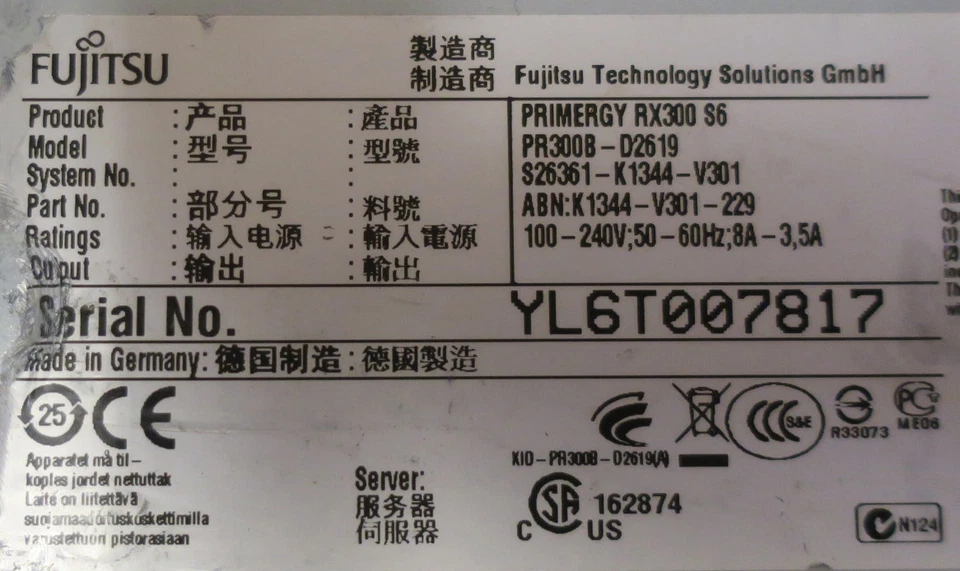 FUJITSU
製造商
制造商 Fujitsu Technology Solutions GmbH
Product : 产品 : 產品 PRIMERGY RX300 S6
Model : 型号 : 型號 PR300B-D2619
System No. : : S26361-K1344-V301
Part No. : 部分号 : 料號 ABN:K1344-V301-229
Ratings : 输入电源 : 輸入電源 100-240V;50-60Hz;8A-3,5A
Output : 输出 : 輸出
Serial No. YL6T007817
Made in Germany: 德国制造 : 德國製造
25 CE
S&E
R33073
PC
ME06
Apparatet må til-
koples jordet nettuttak
Laite on liitettävä
suojamaadoituskoskettimilla
varustettuun pistorasiaan
KID-PR300B-D2619(A)
Server:
服务器
伺服器
C SA US 162874
N124